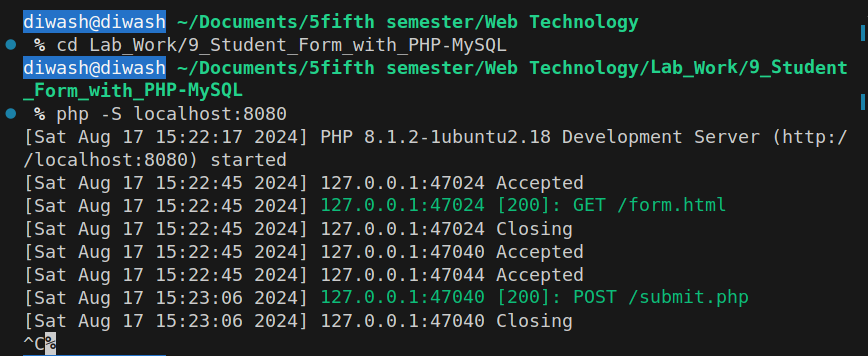 diwash@diwash ~/Documents/5fifth semester/Web Technology
% cd Lab_Work/9_Student_Form_with_PHP-MySQL
diwash@diwash ~/Documents/5fifth semester/Web Technology/Lab_Work/9_Student
_Form_with_PHP-MySQL
% php -S localhost:8080
[Sat Aug 17 15:22:17 2024] PHP 8.1.2-1ubuntu2.18 Development Server (http:/
/localhost:8080) started
[Sat Aug 17 15:22:45 2024] 127.0.0.1:47024 Accepted
[Sat Aug 17 15:22:45 2024] 127.0.0.1:47024 [200]: GET /form.html
[Sat Aug 17 15:22:45 2024] 127.0.0.1:47024 Closing
[Sat Aug 17 15:22:45 2024] 127.0.0.1:47040 Accepted
[Sat Aug 17 15:22:45 2024] 127.0.0.1:47044 Accepted
[Sat Aug 17 15:23:06 2024] 127.0.0.1:47040 [200]: POST /submit.php
[Sat Aug 17 15:23:06 2024] 127.0.0.1:47040 Closing
^C%